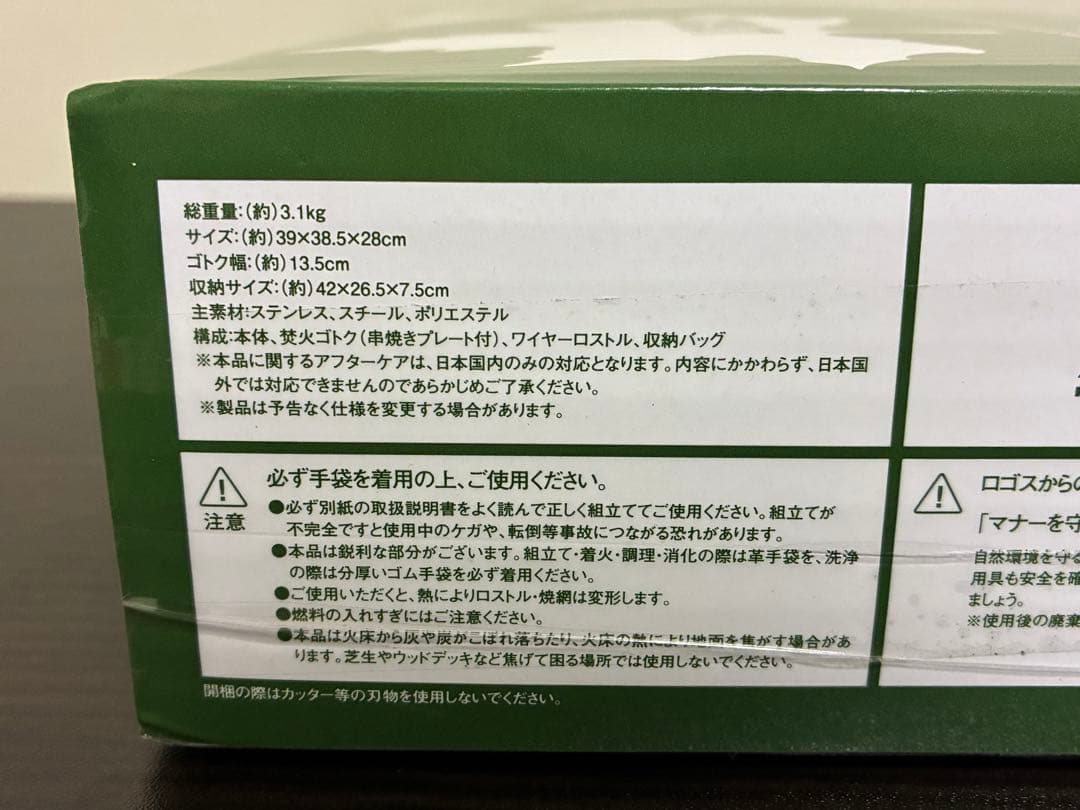 総重量:(約)3.1kg
サイズ:(約)39×38.5×28cm
ゴトク幅:(約)13.5cm
収納サイズ:(約)42×26.5×7.5cm
主素材:ステンレス、スチール、ポリエステル
構成:本体、焚火ゴトク(串焼きプレート付)、ワイヤーロストル、収納バッグ
※本品に関するアフターケアは、日本国内のみの対応となります。内容にかかわらず、日本国
外では対応できませんのであらかじめご了承ください。
※製品は予告なく仕様を変更する場合があります。
注意
必ず手袋を着用の上、ご使用ください。
●必ず別紙の取扱説明書をよく読んで正しく組立ててご使用ください。組立てが
不完全ですと使用中のケガや、転倒等事故につながる恐れがあります。
●本品は鋭利な部分がございます。組立て・着火・調理・消化の際は革手袋を、洗浄
の際は分厚いゴム手袋を必ず着用ください。
●ご使用いただくと、熱によりロストル・焼網は変形します。
●燃料の入れすぎにはご注意ください。
●本品は火床から灰や炭がこぼれ落ちたり、火床の熱により地面を焦がす場合があ
ります。芝生やウッドデッキなど焦げて困る場所では使用しないでください。
開梱の際はカッター等の刃物を使用しないでください。
ロゴスからの
「マナーを守
自然環境を守る
用具も安全を確
ましょう。
※使用後の廃棄